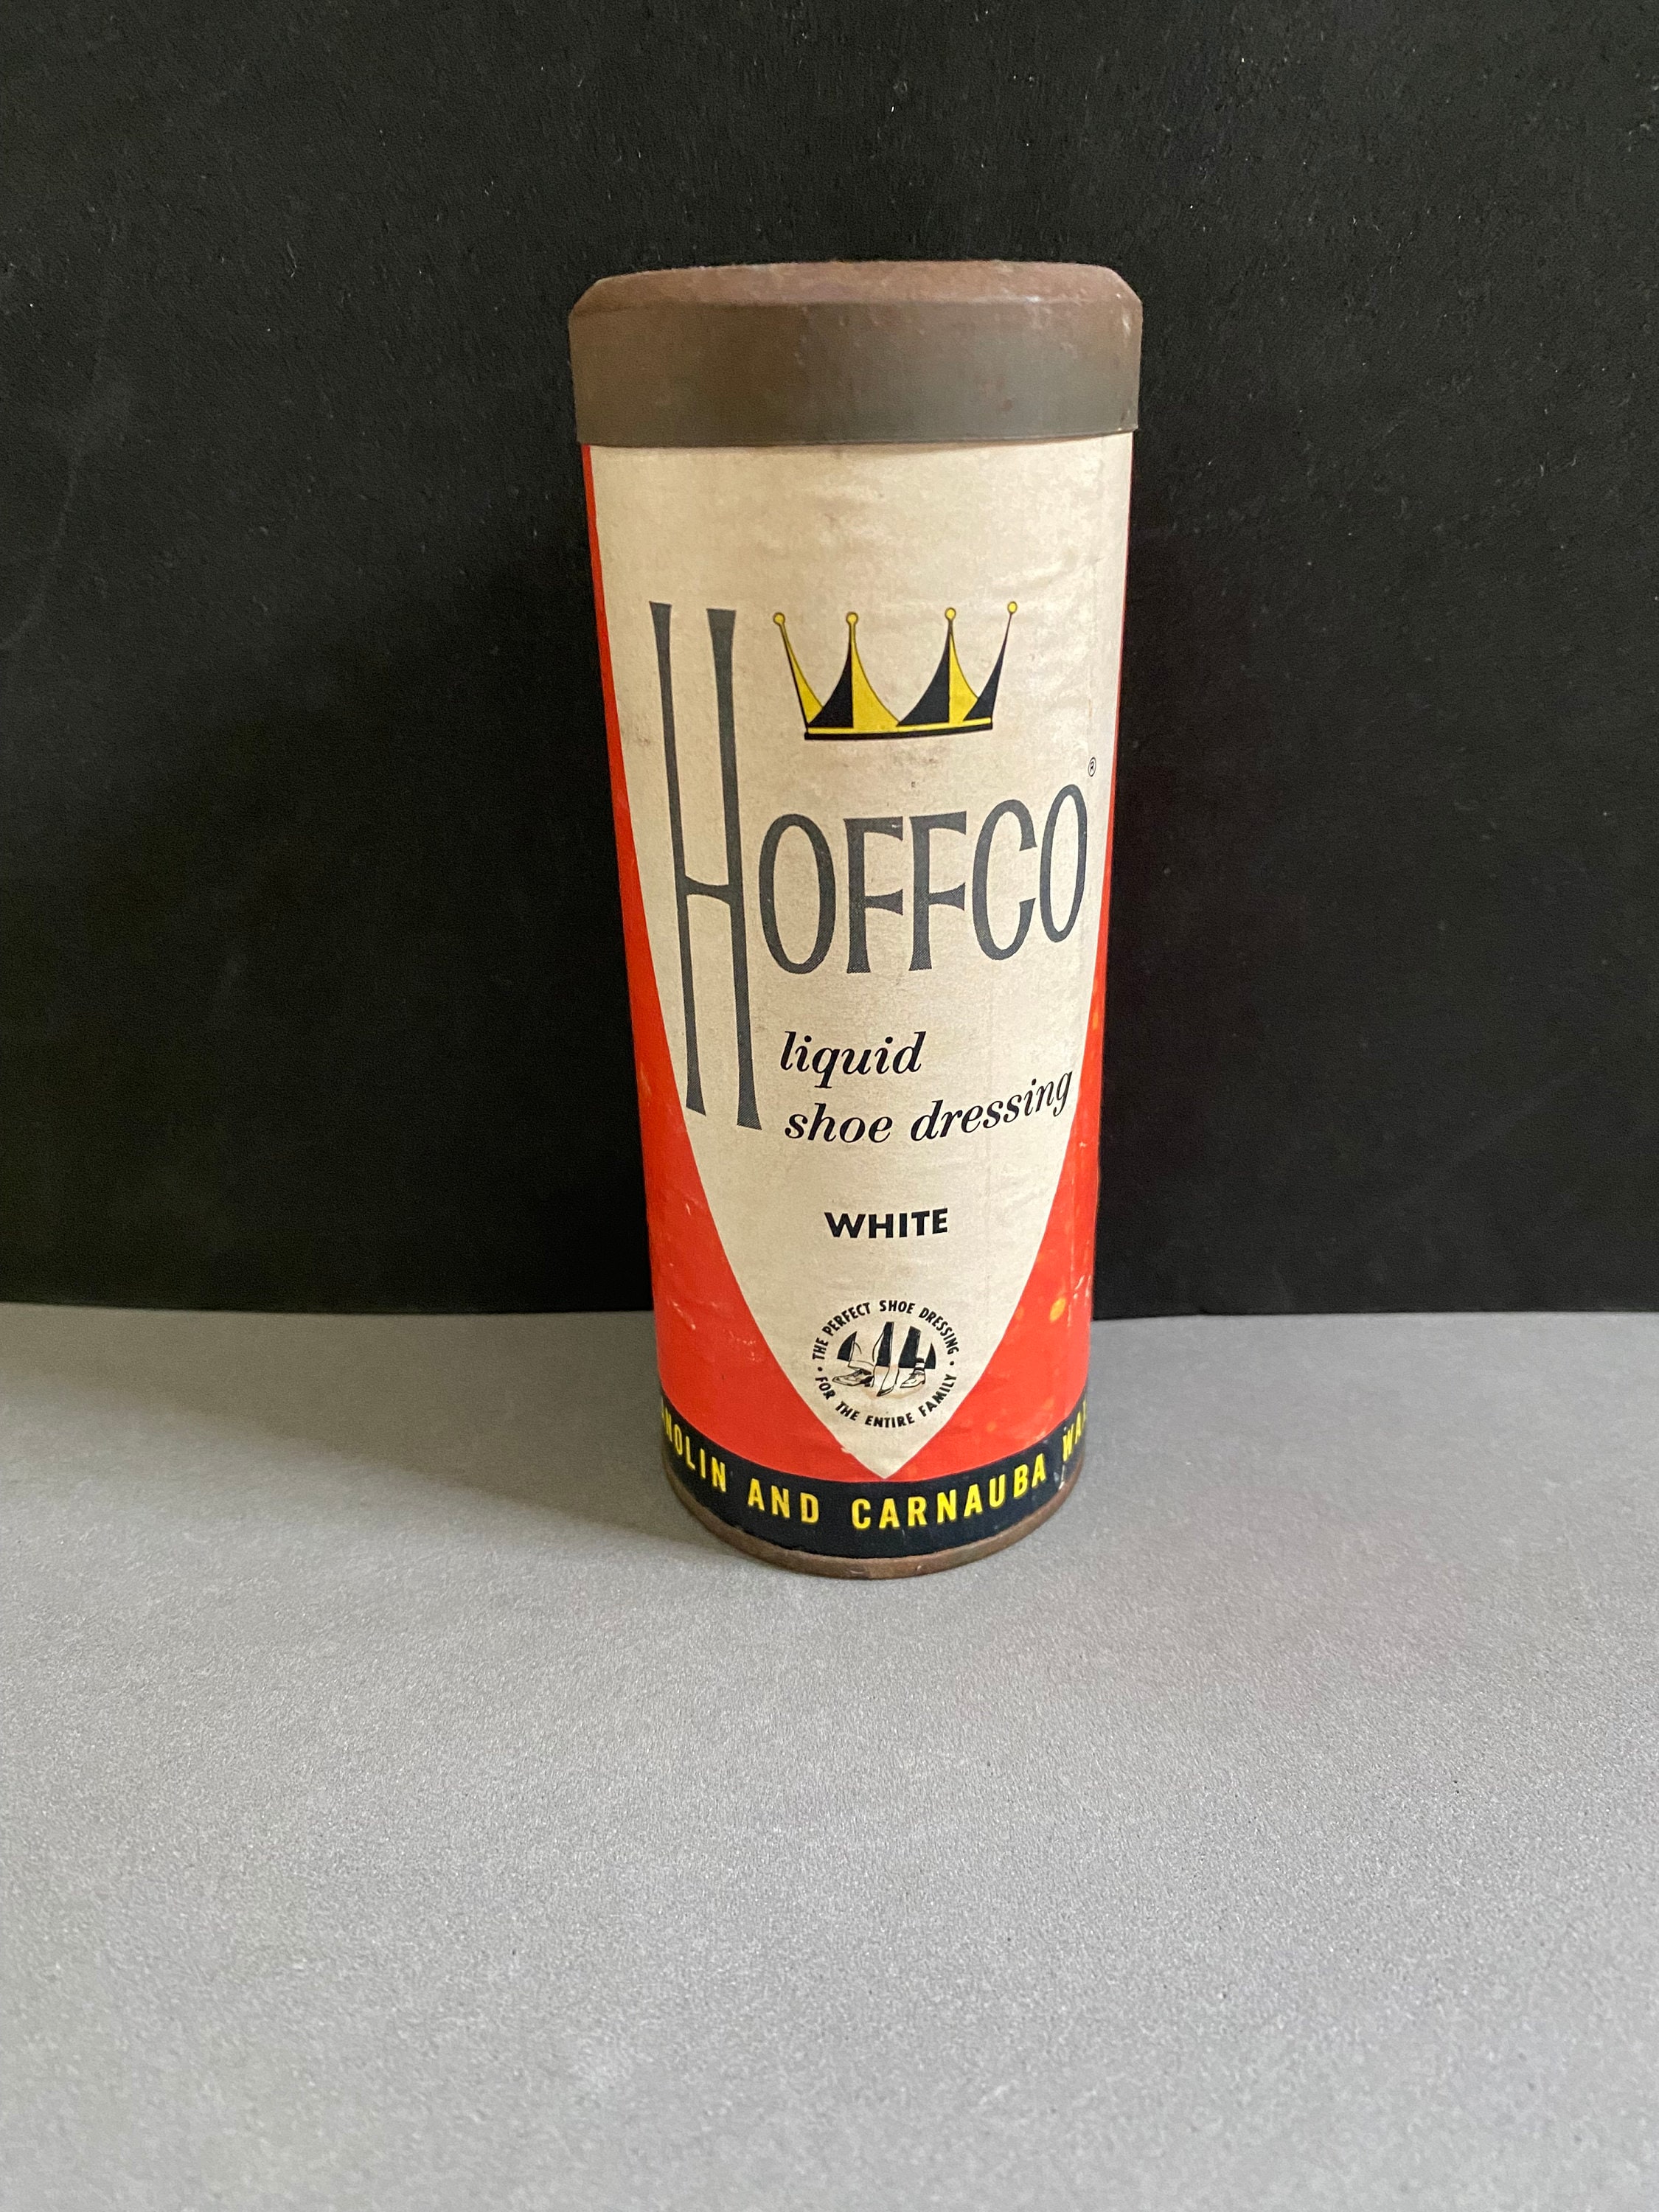 HOFFCO®
liquid
shoe dressing
WHITE
• THE PERFECT SHOE DRESSING •
FOR THE ENTIRE FAMILY
AND CARNAUBA